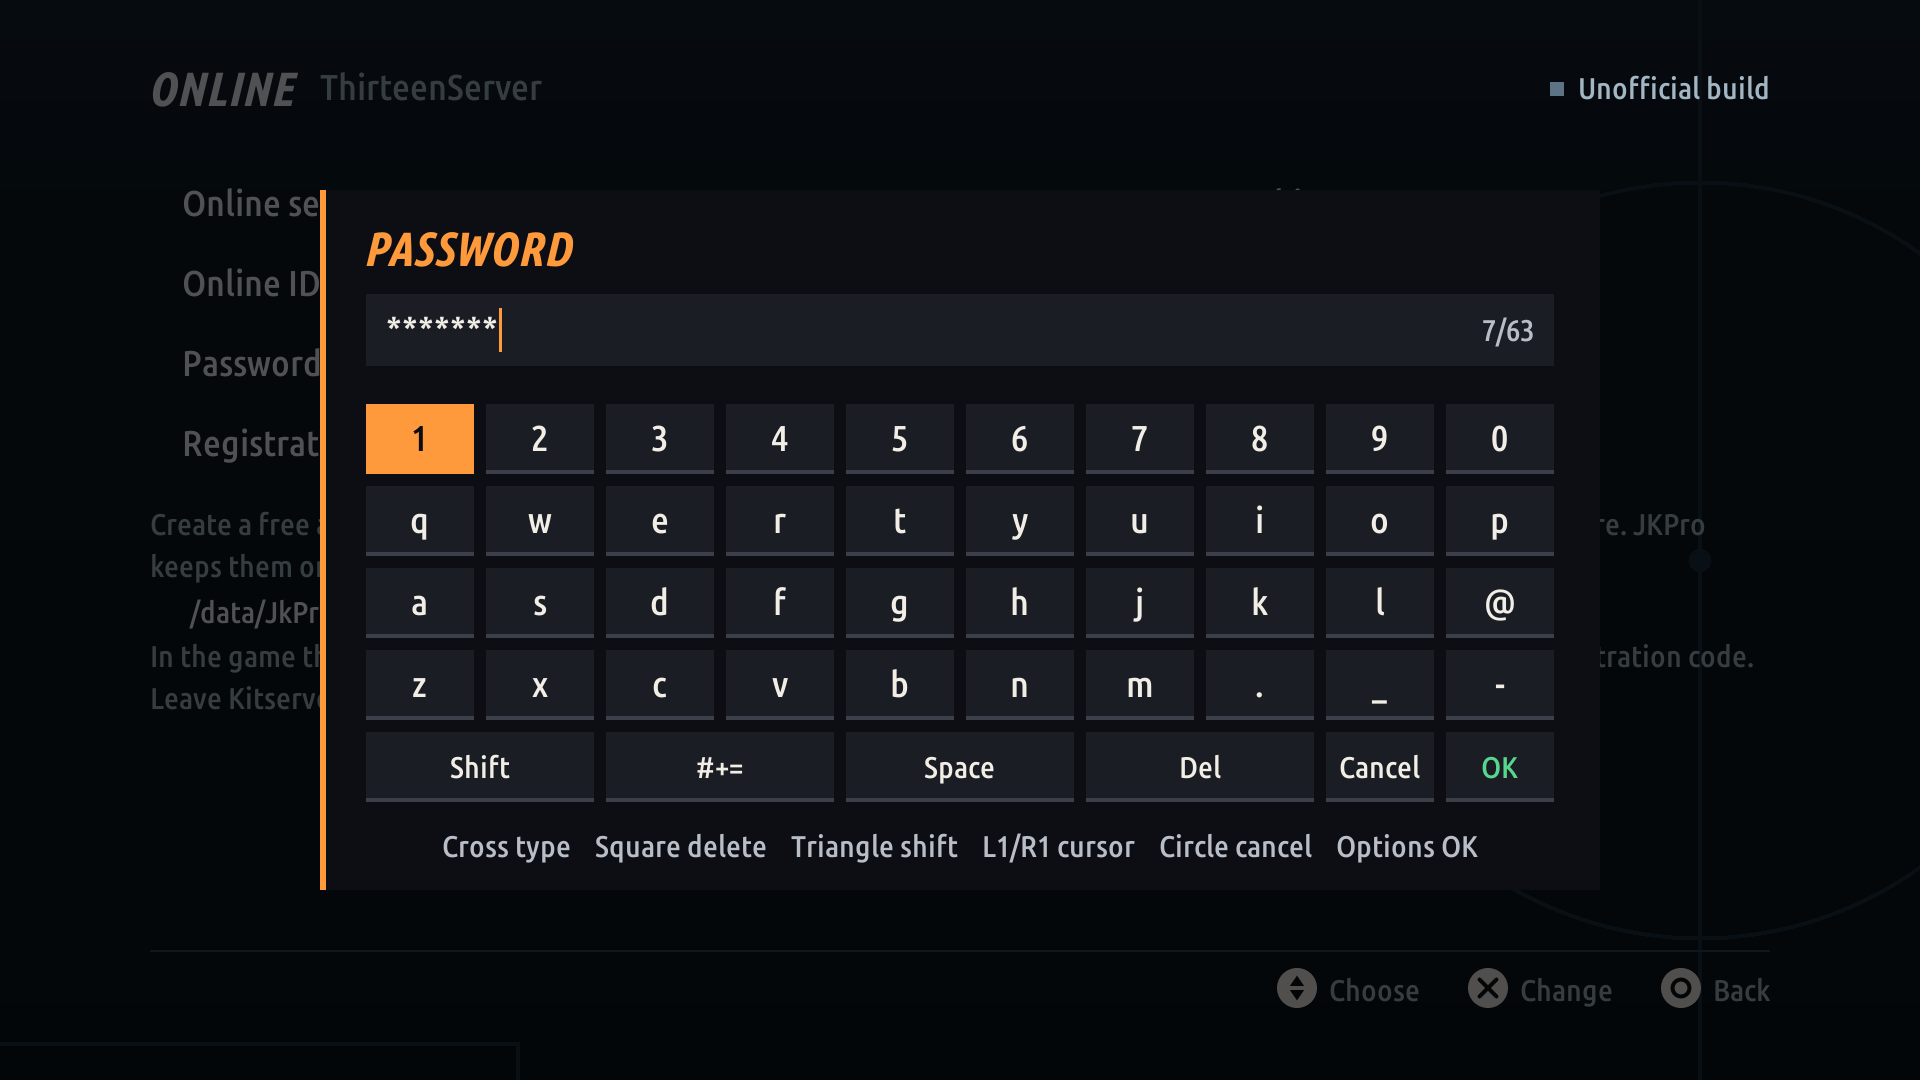 ONLINE ThirteenServer
Unofficial build
Online se
Online ID
Password
Registrat
Create a free
re. JKPro
keeps them
/data/JkPr
In the game
tration code.
Leave Kitserv
PASSWORD
*******
7/63
1 2 3 4 5 6 7 8 9 0
q w e r t y u i o p
a s d f g h j k l @
z x c v b n m . _ -
Shift #+= Space Del Cancel OK
Cross type Square delete Triangle shift L1/R1 cursor Circle cancel Options OK
Choose Change Back